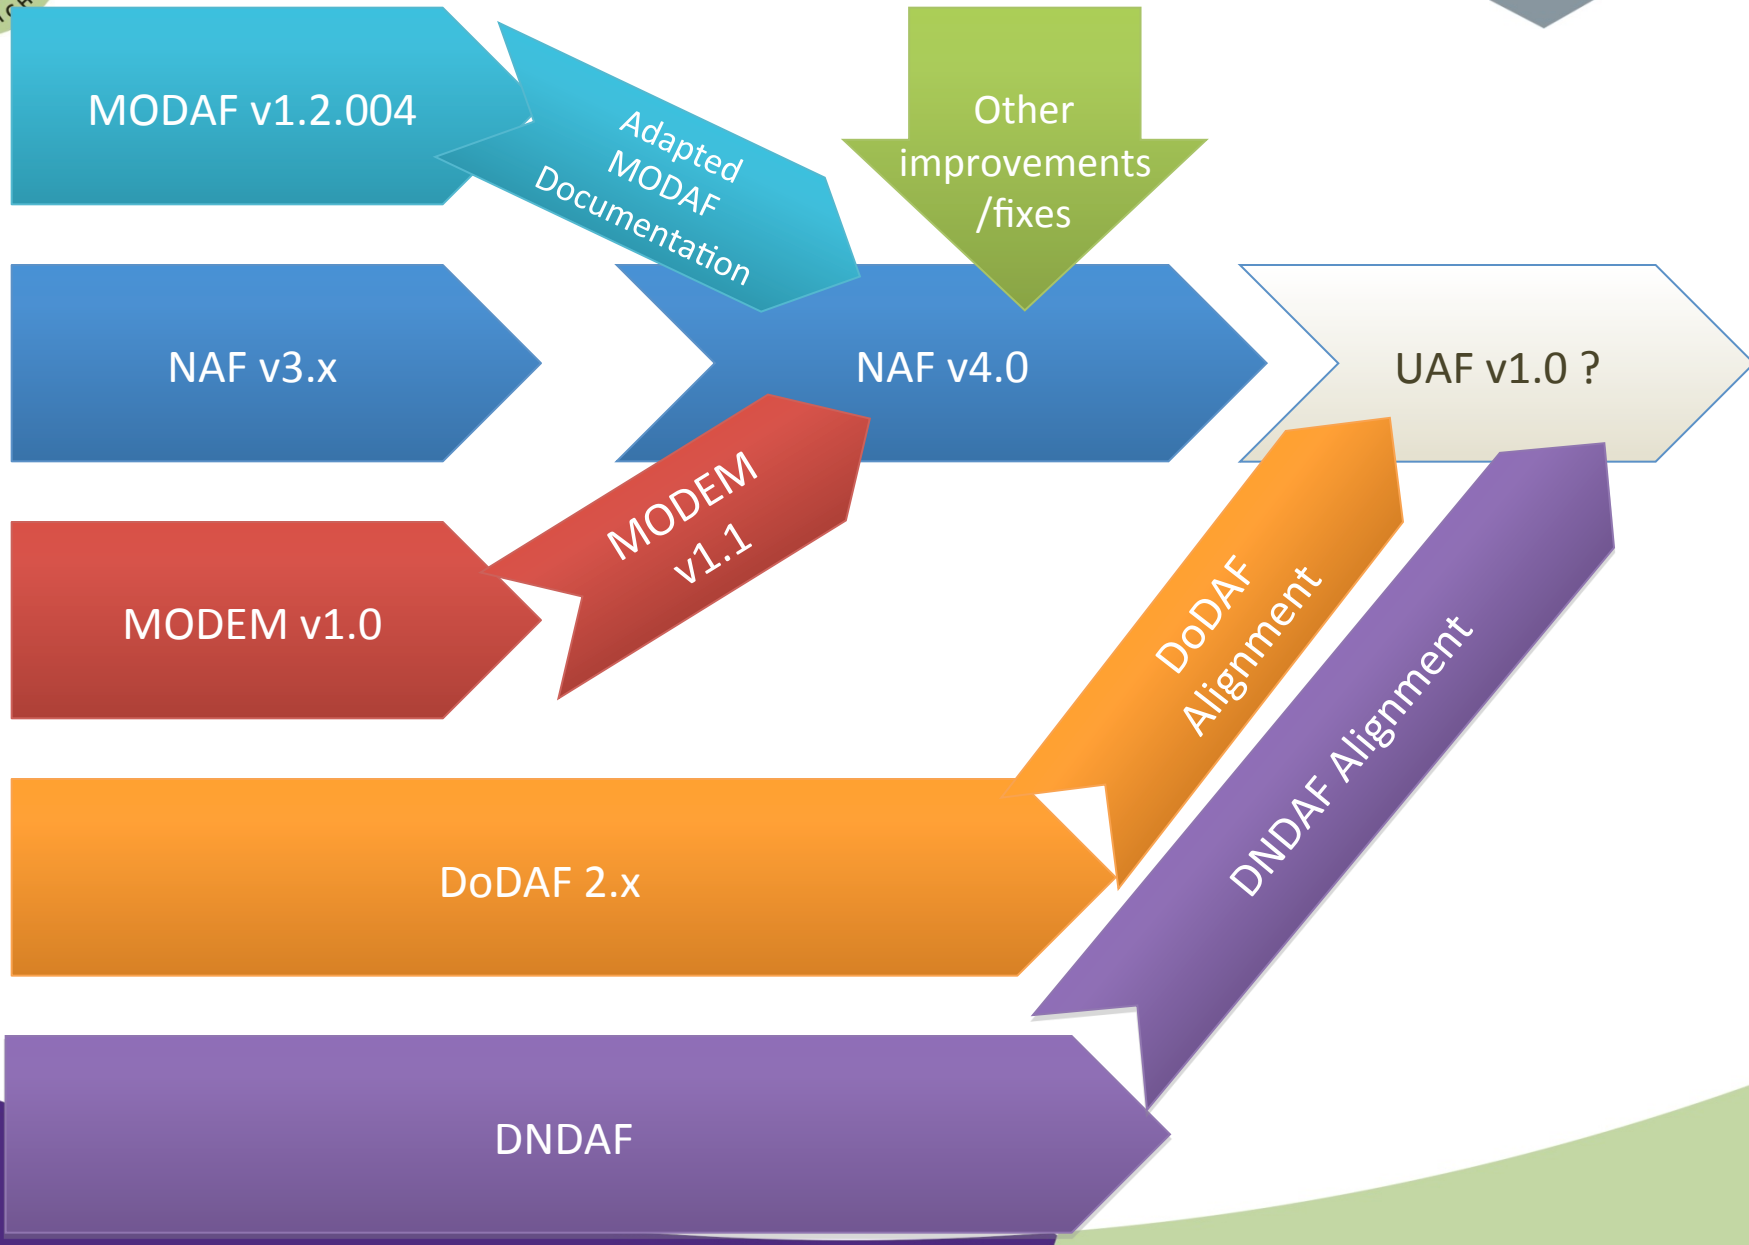 MODAF v1.2.004
Adapted
MODAF
Documentation
Other
improvements
/fixes
NAF v3.x
NAF v4.0
UAF v1.0 ?
MODEM
v1.1
MODEM v1.0
DoDAF
Alignment
DNDAF Alignment
DoDAF 2.x
DNDAF